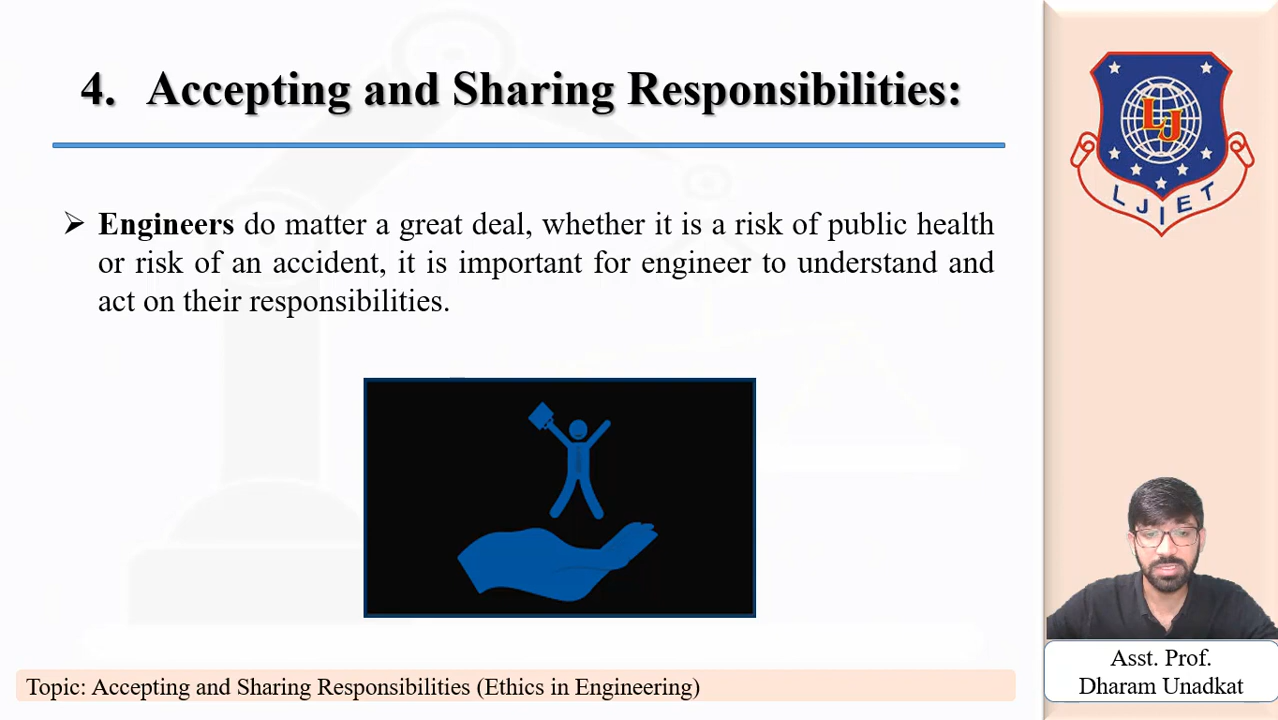 4. Accepting and Sharing Responsibilities:
➢ Engineers do matter a great deal, whether it is a risk of public health
or risk of an accident, it is important for engineer to understand and
act on their responsibilities.
Topic: Accepting and Sharing Responsibilities (Ethics in Engineering)
LJ
LJIET
Asst. Prof.
Dharam Unadkat